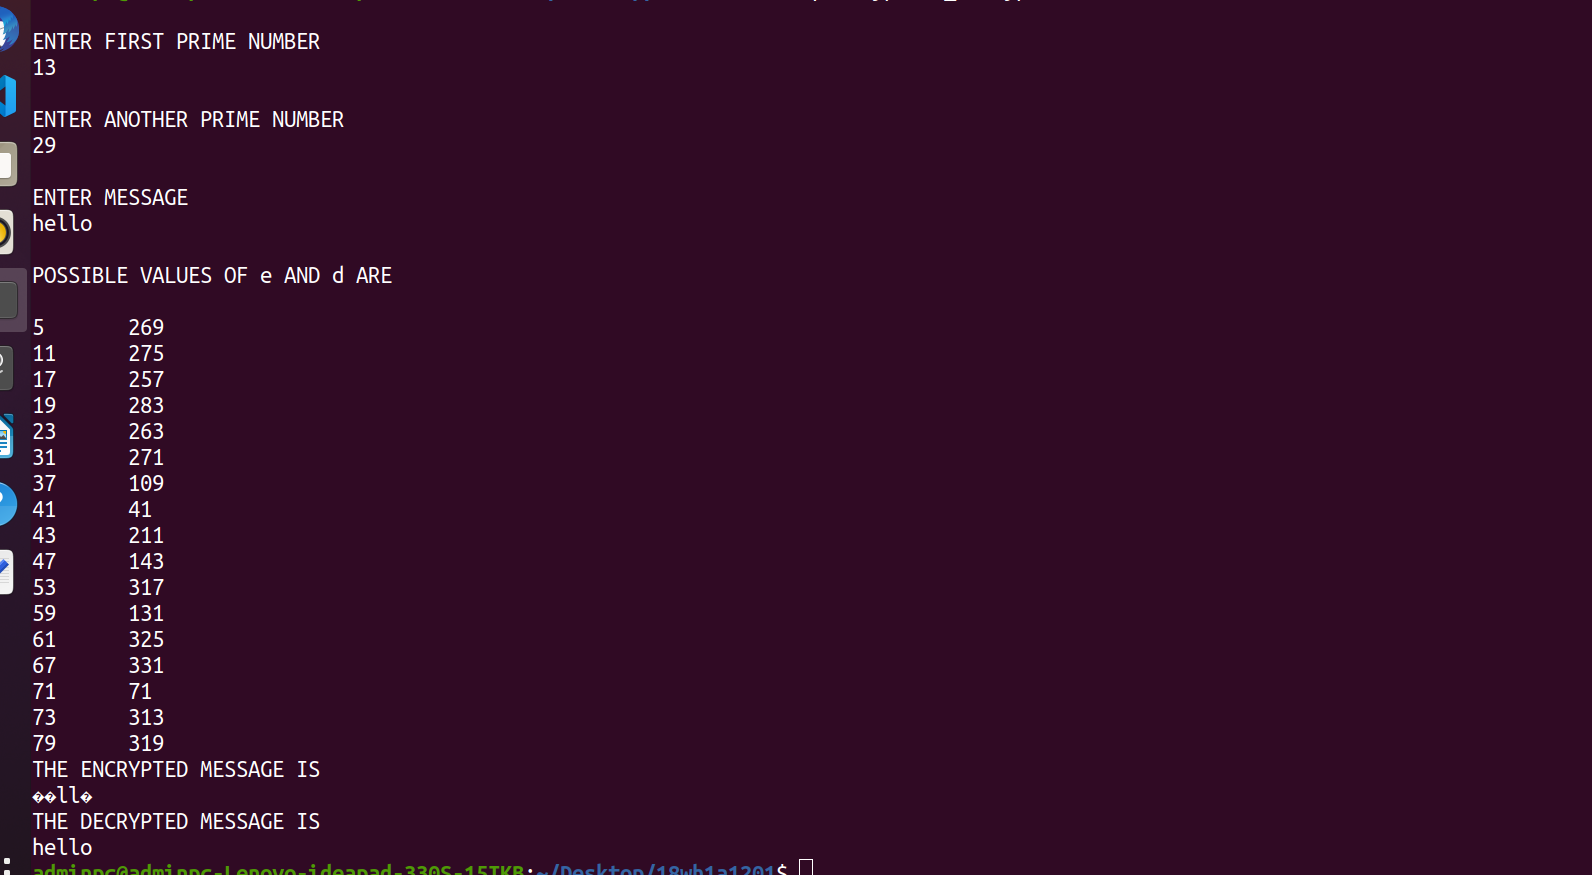 ENTER FIRST PRIME NUMBER
13
ENTER ANOTHER PRIME NUMBER
29
ENTER MESSAGE
hello
POSSIBLE VALUES OF e AND d ARE
5 269
11 275
17 257
19 283
23 263
31 271
37 109
41 41
43 211
47 143
53 317
59 131
61 325
67 331
71 71
73 313
79 319
THE ENCRYPTED MESSAGE IS
��ll�
THE DECRYPTED MESSAGE IS
hello
adminpc@adminpc-Lenovo-ideapad-330S-15IKB:~/Desktop/18wh1a1201$